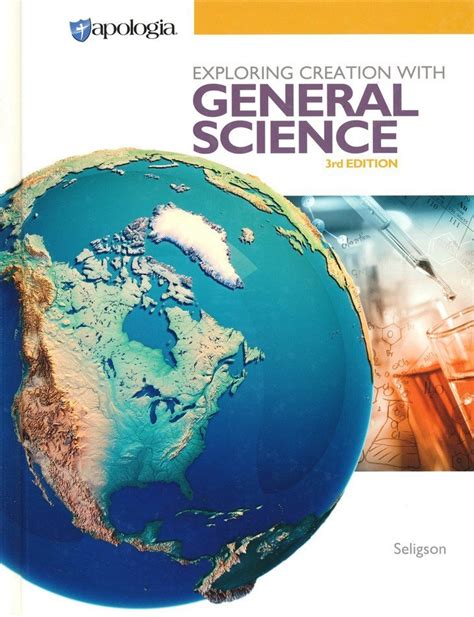 apologia
EXPLORING CREATION WITH
GENERAL
SCIENCE
3rd EDITION
Seligson